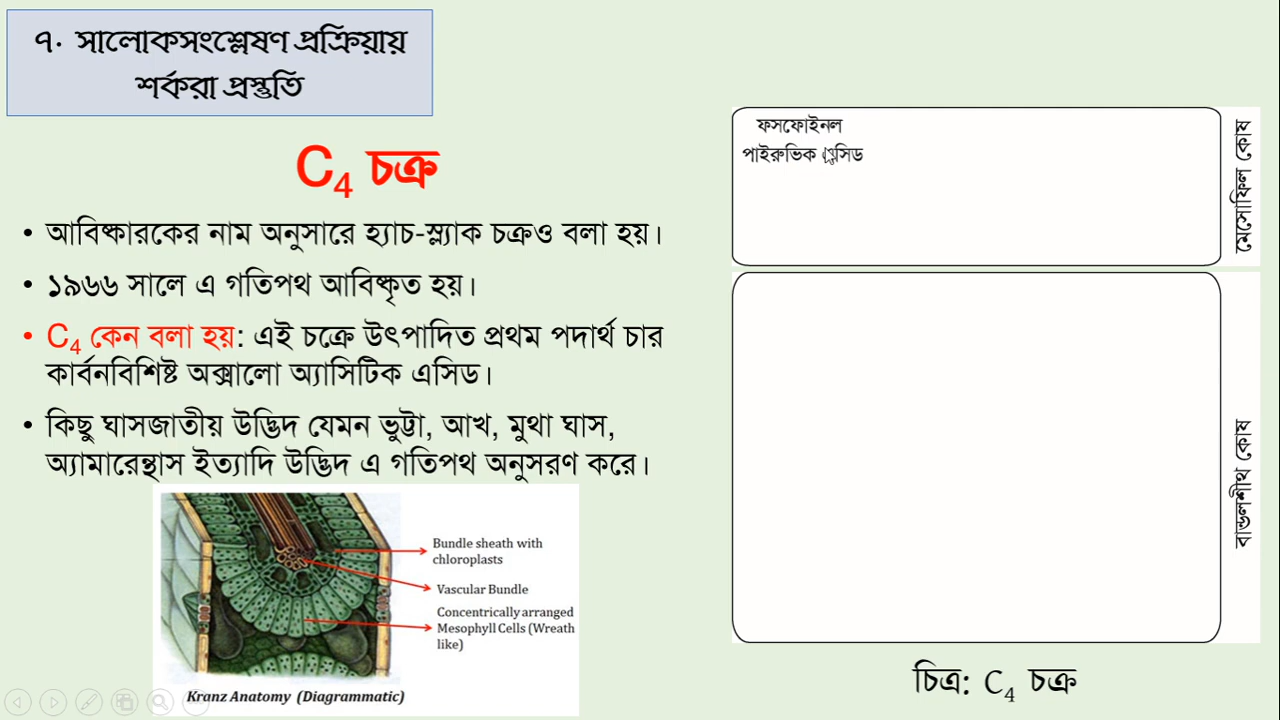 ৭. সালোকসংশ্লেষণ প্রক্রিয়ায়
শর্করা প্রস্তুতি
C₄ চক্র
• আবিষ্কারকের নাম অনুসারে হ্যাচ-স্ল্যাক চক্রও বলা হয়।
• ১৯৬৬ সালে এ গতিপথ আবিষ্কৃত হয়।
• C₄ কেন বলা হয়: এই চক্রে উৎপাদিত প্রথম পদার্থ চার
কার্বনবিশিষ্ট অক্সালো অ্যাসিটিক এসিড।
• কিছু ঘাসজাতীয় উদ্ভিদ যেমন ভুট্টা, আখ, মুথা ঘাস,
অ্যামারেন্থাস ইত্যাদি উদ্ভিদ এ গতিপথ অনুসরণ করে।
Bundle sheath with
chloroplasts
Vascular Bundle
Concentrically arranged
Mesophyll Cells (Wreath
like)
Kranz Anatomy (Diagrammatic)
ফসফোইনল
পাইরুভিক এসিড
মেসোফিল কোষ
বান্ডলশীথ কোষ
চিত্র: C₄ চক্র